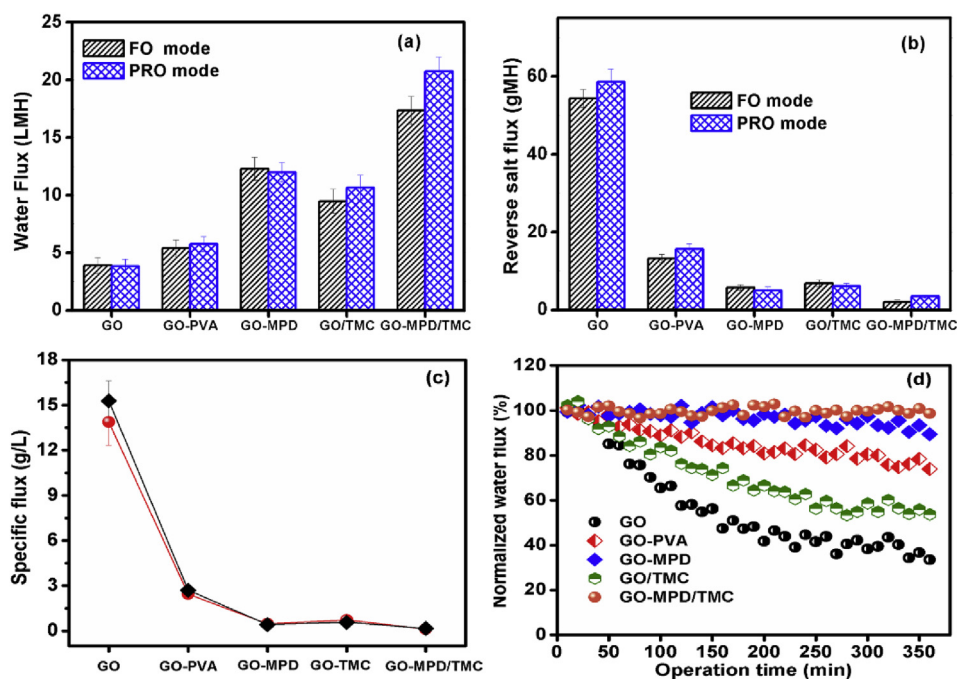 (a)
FO mode
PRO mode
Water Flux (LMH)
25
20
15
10
5
0
GO
GO-PVA
GO-MPD
GO/TMC
GO-MPD/TMC
(b)
FO mode
PRO mode
Reverse salt flux (gMH)
60
40
20
0
GO
GO-PVA
GO-MPD
GO/TMC
GO-MPD/TMC
(c)
Specific flux (g/L)
18
15
12
9
6
3
0
GO
GO-PVA
GO-MPD
GO-TMC
GO-MPD/TMC
(d)
Normalized water flux (%)
120
100
80
60
40
20
0
GO
GO-PVA
GO-MPD
GO/TMC
GO-MPD/TMC
50 100 150 200 250 300 350
Operation time (min)